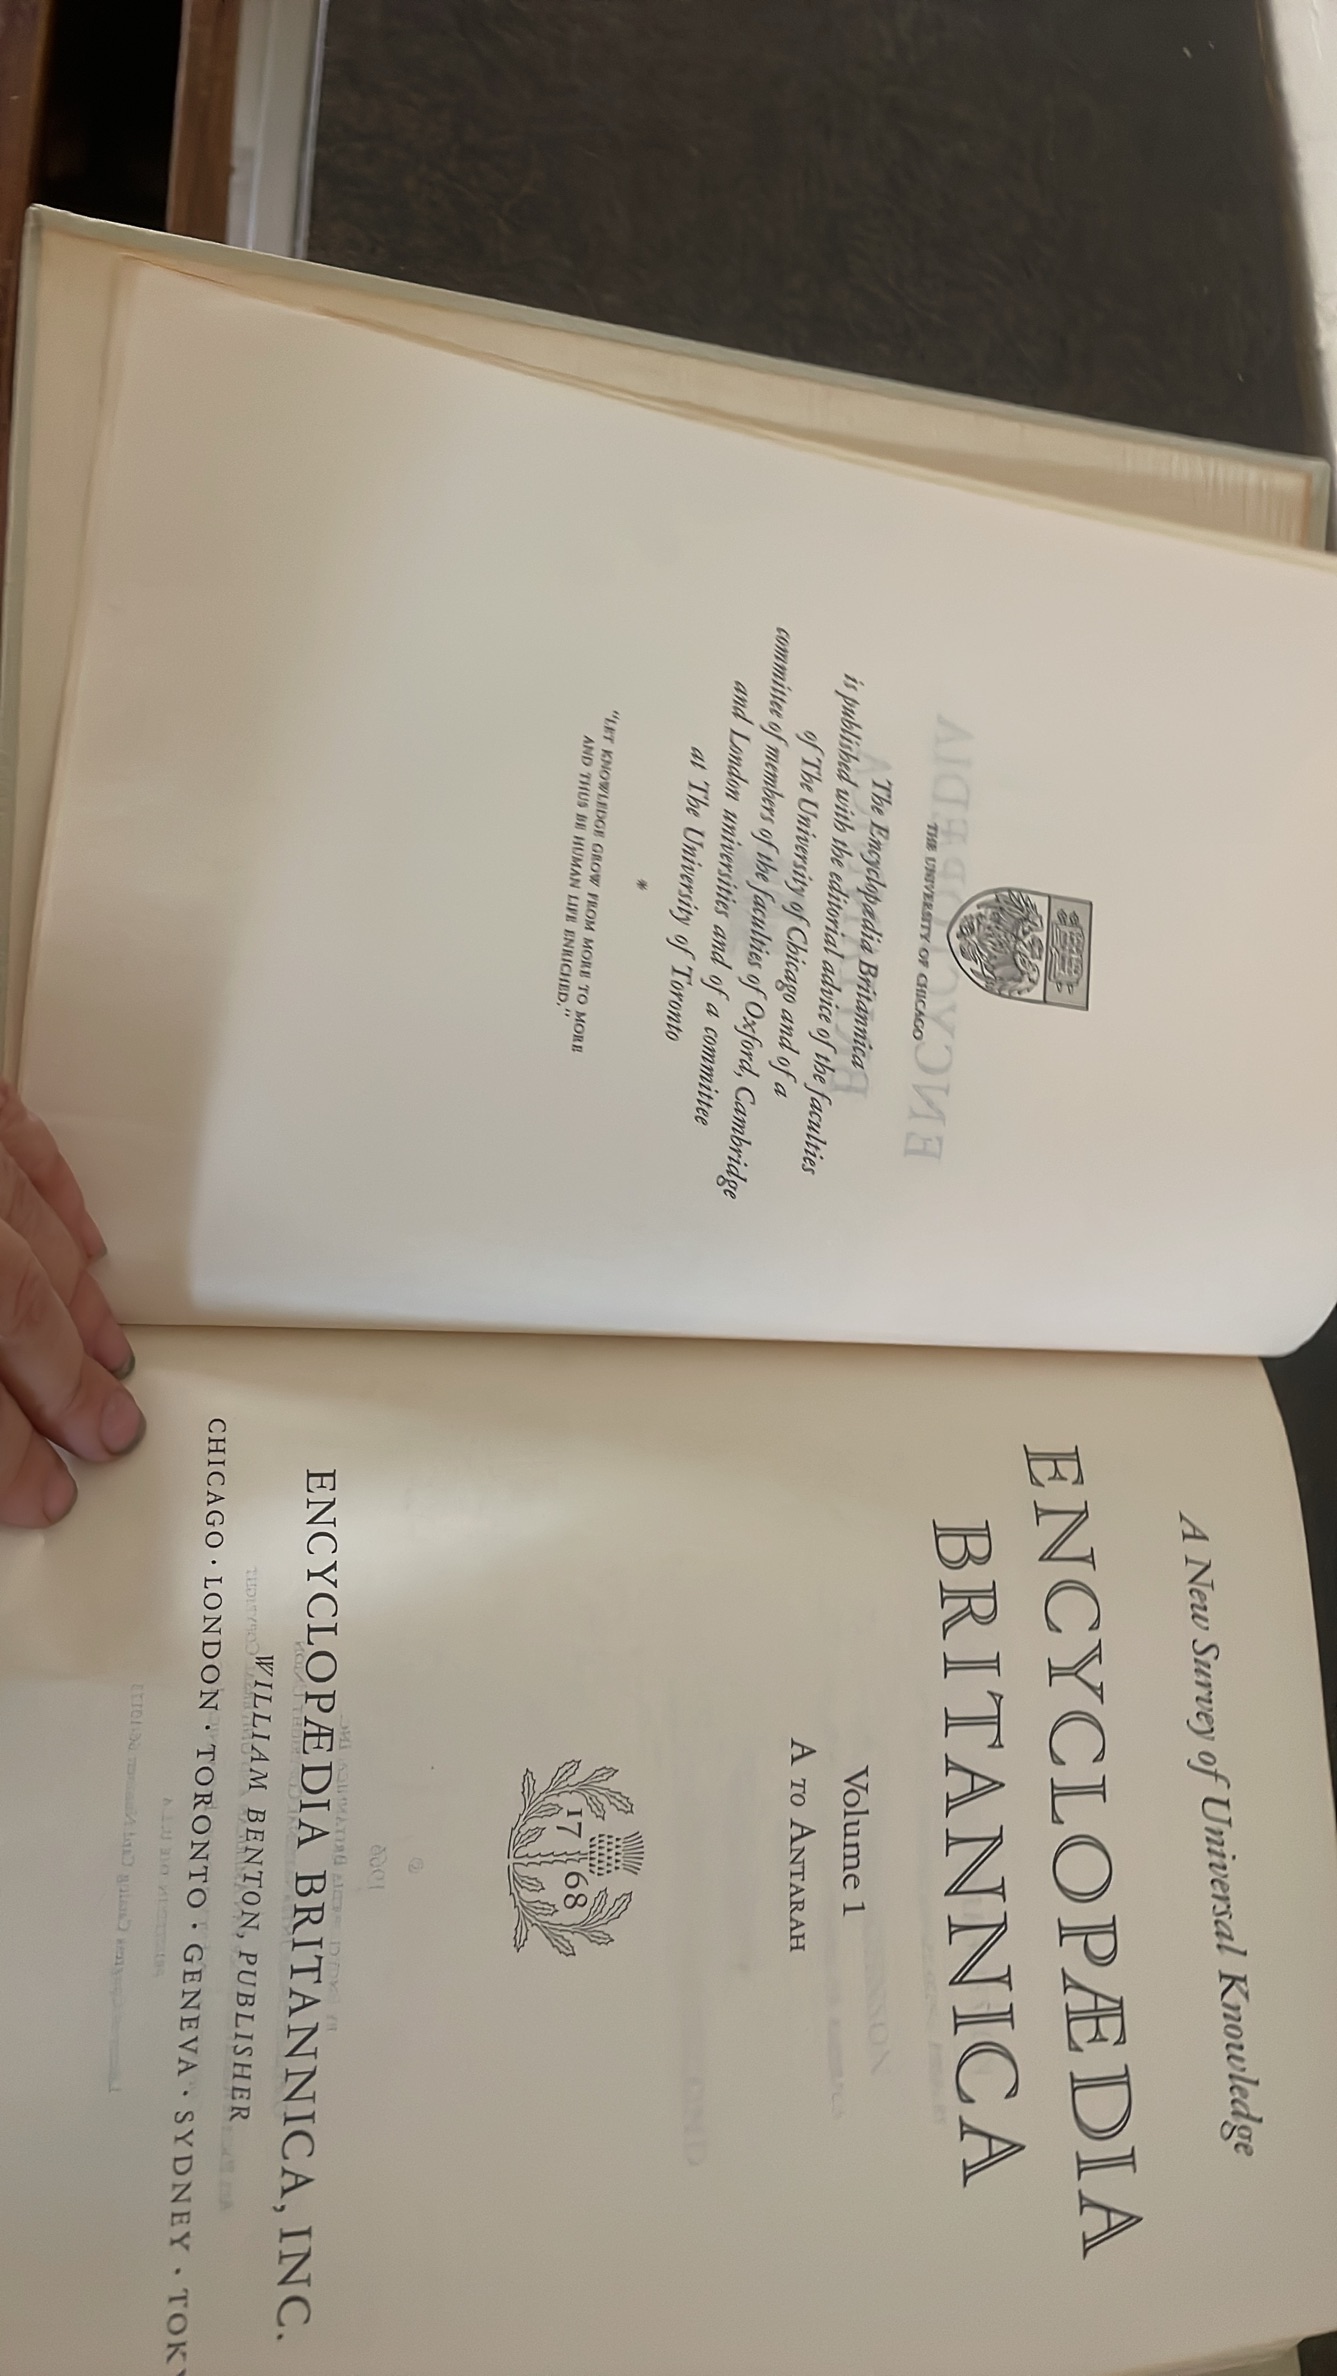 THE UNIVERSITY OF CHICAGO
The Encyclopædia Britannica
is published with the editorial advice of the faculties
of The University of Chicago and of a
committee of members of the faculties of Oxford, Cambridge
and London universities and of a committee
at The University of Toronto
*
"LET KNOWLEDGE GROW FROM MORE TO MORE
AND THUS BE HUMAN LIFE ENRICHED."
A New Survey of Universal Knowledge
ENCYCLOPÆDIA
BRITANNICA
Volume 1
A TO ANTARAH
1768
ENCYCLOPÆDIA BRITANNICA, INC.
WILLIAM BENTON, PUBLISHER
CHICAGO · LONDON · TORONTO · GENEVA · SYDNEY · TOKY